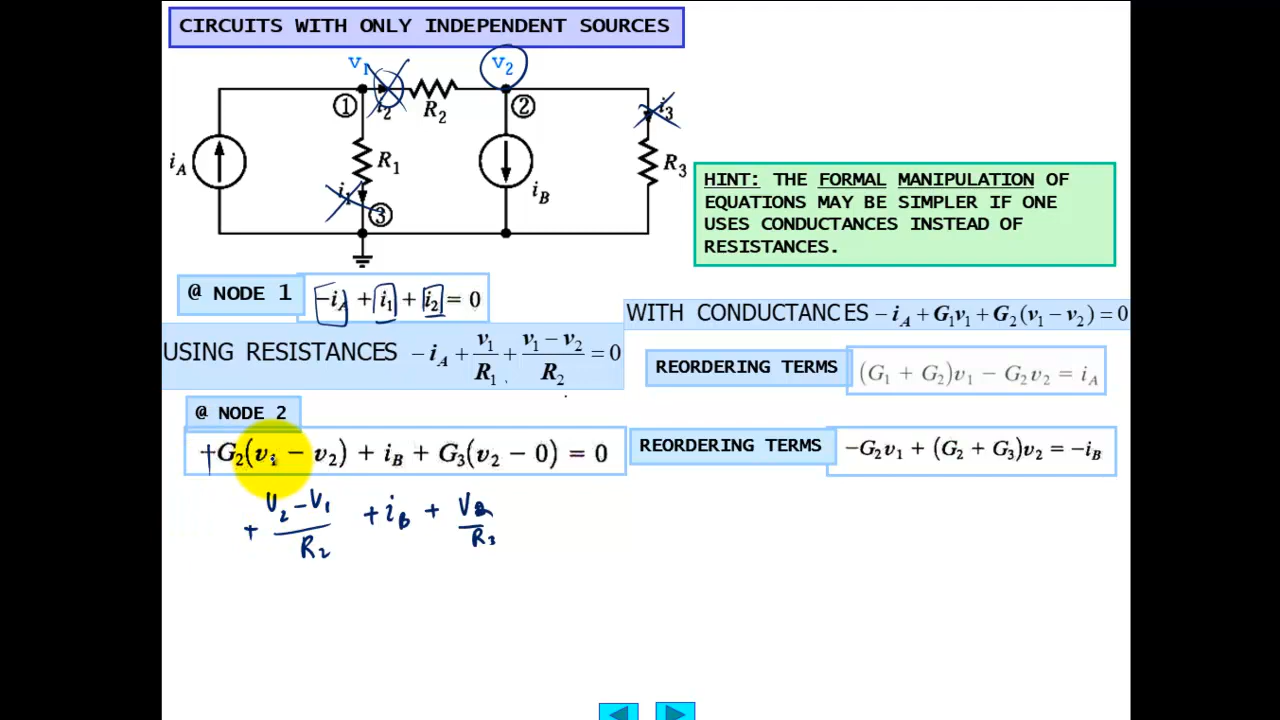 CIRCUITS WITH ONLY INDEPENDENT SOURCES
v₁ v₂
① i₂ R₂ ② i₃
iA R₁ iB R₃
i₁ ③
HINT: THE FORMAL MANIPULATION OF
EQUATIONS MAY BE SIMPLER IF ONE
USES CONDUCTANCES INSTEAD OF
RESISTANCES.
@ NODE 1 −iA + i₁ + i₂ = 0
WITH CONDUCTANCES −iA + G₁v₁ + G₂(v₁ − v₂) = 0
USING RESISTANCES −iA + v₁/R₁ + (v₁ − v₂)/R₂ = 0
REORDERING TERMS (G₁ + G₂)v₁ − G₂v₂ = iA
@ NODE 2
+G₂(v₁ − v₂) + iB + G₃(v₂ − 0) = 0
REORDERING TERMS −G₂v₁ + (G₂ + G₃)v₂ = −iB
+ (V₂ − V₁)/R₂ + iB + V₂/R₃